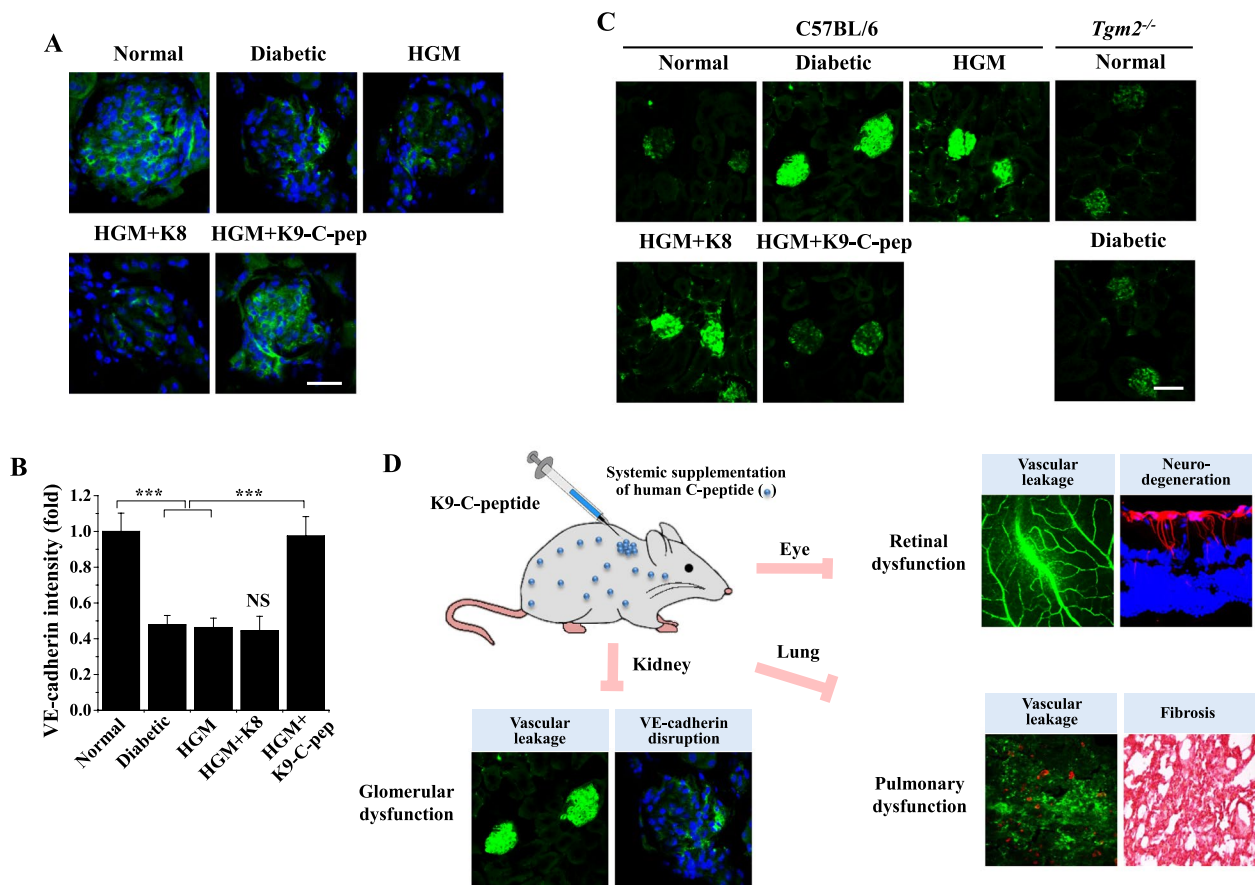 A
Normal
Diabetic
HGM
HGM+K8
HGM+K9-C-pep
C
C57BL/6
Tgm2-/-
Normal
Diabetic
HGM
Normal
HGM+K8
HGM+K9-C-pep
Diabetic
B
VE-cadherin intensity (fold)
1.2
1.0
0.8
0.6
0.4
0.2
0.0
***
***
NS
Normal
Diabetic
HGM
HGM+K8
HGM+
K9-C-pep
D
K9-C-peptide
Systemic supplementation
of human C-peptide ( )
Eye
Kidney
Lung
Retinal
dysfunction
Vascular
leakage
Neuro-
degeneration
Glomerular
dysfunction
Vascular
leakage
VE-cadherin
disruption
Pulmonary
dysfunction
Vascular
leakage
Fibrosis